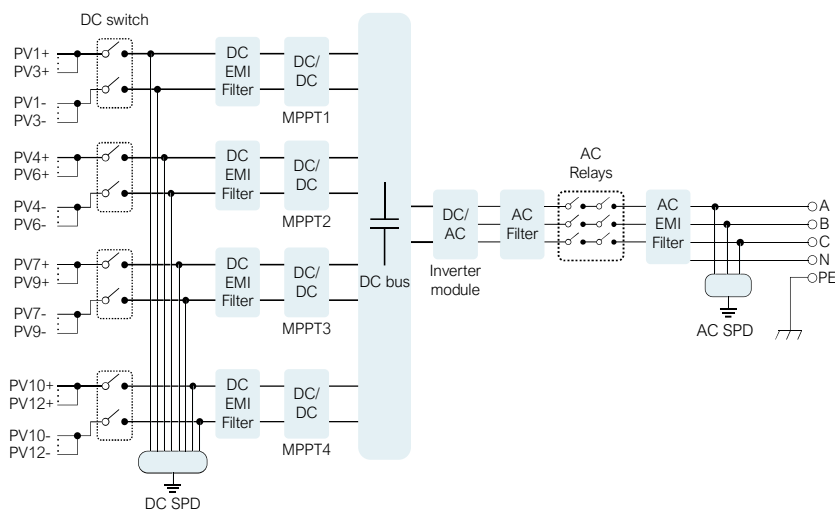 DC switch
PV1+
PV3+
PV1-
PV3-
DC
EMI
Filter
DC/
DC
MPPT1
PV4+
PV6+
PV4-
PV6-
DC
EMI
Filter
DC/
DC
MPPT2
PV7+
PV9+
PV7-
PV9-
DC
EMI
Filter
DC/
DC
MPPT3
PV10+
PV12+
PV10-
PV12-
DC
EMI
Filter
DC/
DC
MPPT4
DC SPD
DC bus
DC/
AC
Inverter
module
AC
Filter
AC
Relays
AC
EMI
Filter
A
B
C
N
PE
AC SPD